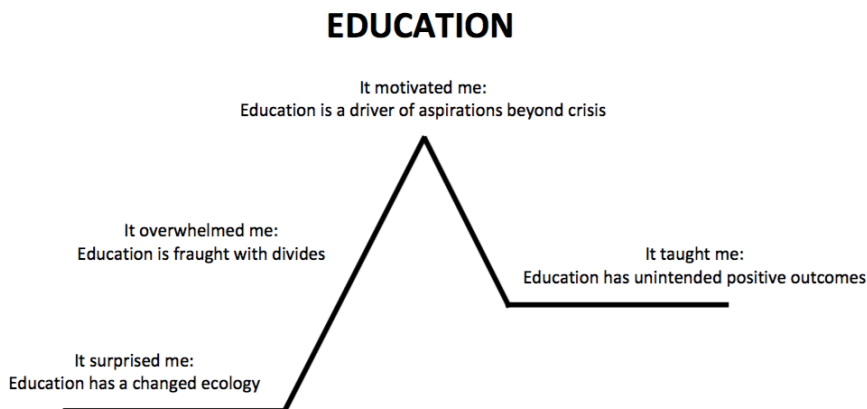 EDUCATION
It motivated me:
Education is a driver of aspirations beyond crisis
It overwhelmed me:
Education is fraught with divides
It taught me:
Education has unintended positive outcomes
It surprised me:
Education has a changed ecology